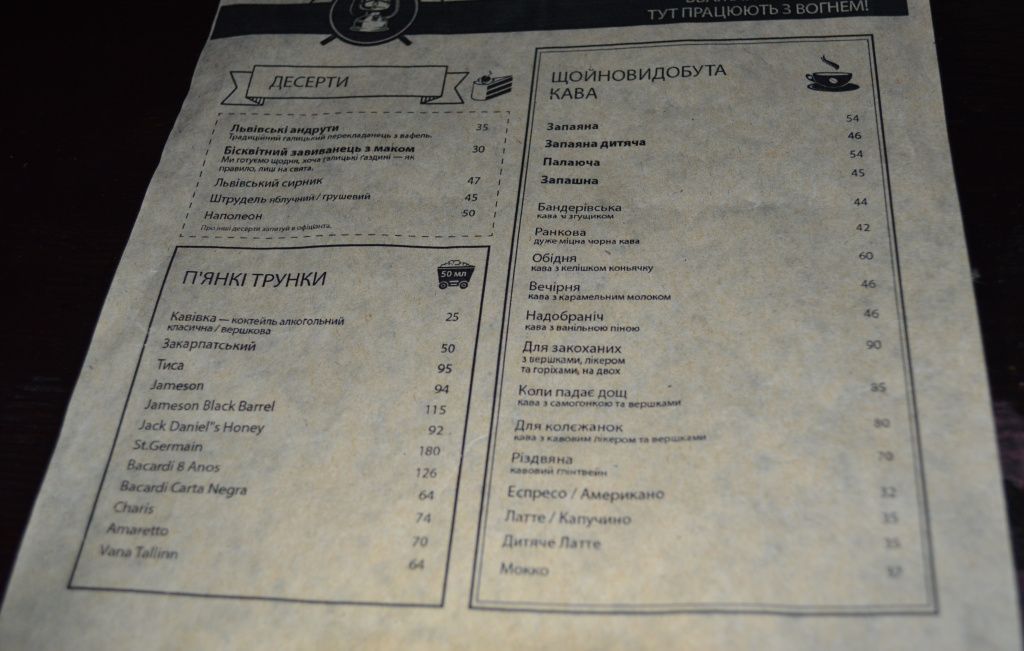 ТУТ ПРАЦЮЮТЬ З ВОГНЕМ!
ДЕСЕРТИ
Львівські андрути 35
Традиційний галицький перекладанець з вафель.
Бісквітний завиванець з маком 30
Ми готуємо щодня, хоча галицькі ґаздині — як
правило, лиш на свята.
Львівський сирник 47
Штрудель яблучний / грушевий 45
Наполеон 50
Про інші десерти запитуй в офіціянта.
П'ЯНКІ ТРУНКИ
50 мл
Кавівка — коктейль алкогольний 25
класична / вершкова
Закарпатський 50
Тиса 95
Jameson 94
Jameson Black Barrel 115
Jack Daniel"s Honey 92
St.Germain 180
Bacardi 8 Anos 126
Bacardi Carta Negra 64
Charis 74
Amaretto 70
Vana Tallinn 64
ЩОЙНОВИДОБУТА
КАВА
Запаяна 54
Запаяна дитяча 46
Палаюча 54
Запашна 45
Бандерівська 44
кава зі згущиком
Ранкова 42
дуже міцна чорна кава
Обідня 60
кава з келішком коньячку
Вечірня 46
кава з карамельним молоком
Надобраніч 46
кава з ванільною піною
Для закоханих 90
з вершками, лікером
та горіхами, на двох
Коли падає дощ
кава з самогонкою та вершками
Для колєжанок 80
кава з кавовим лікером та вершками
Різдвяна 70
кавовий глінтвейн
Еспресо / Американо 32
Латте / Капучино 35
Дитяче Латте 35
Мокко